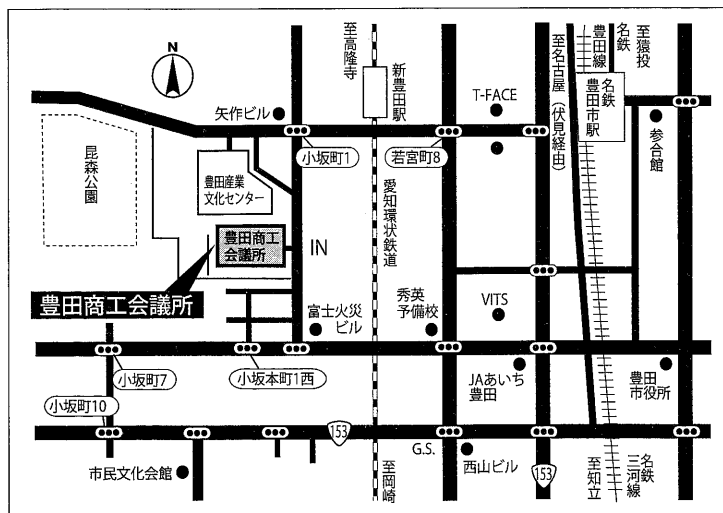 N
至高隆寺
新豊田駅
矢作ビル
T-FACE
至名古屋（伏見経由）
名鉄
豊田線
至猿投
名鉄
豊田市駅
参合館
小坂町1
若宮町8
昆森公園
豊田産業
文化センター
愛知環状鉄道
豊田商工
会議所
IN
豊田商工会議所
富士火災
ビル
秀英
予備校
VITS
小坂町7
小坂本町1西
JAあいち
豊田
豊田
市役所
小坂町10
153
G.S.
西山ビル
153
市民文化会館
至岡崎
至知立
名鉄
三河線